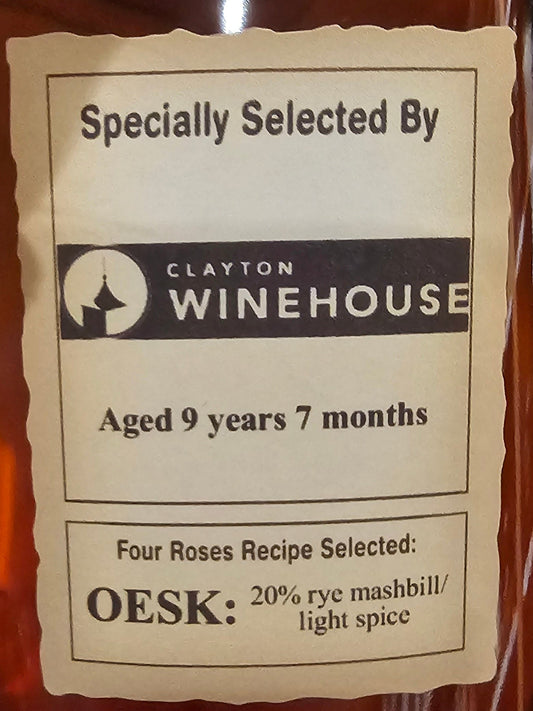 Specially Selected By
CLAYTON
WINEHOUSE
Aged 9 years 7 months
Four Roses Recipe Selected:
OESK: 20% rye mashbill/
light spice